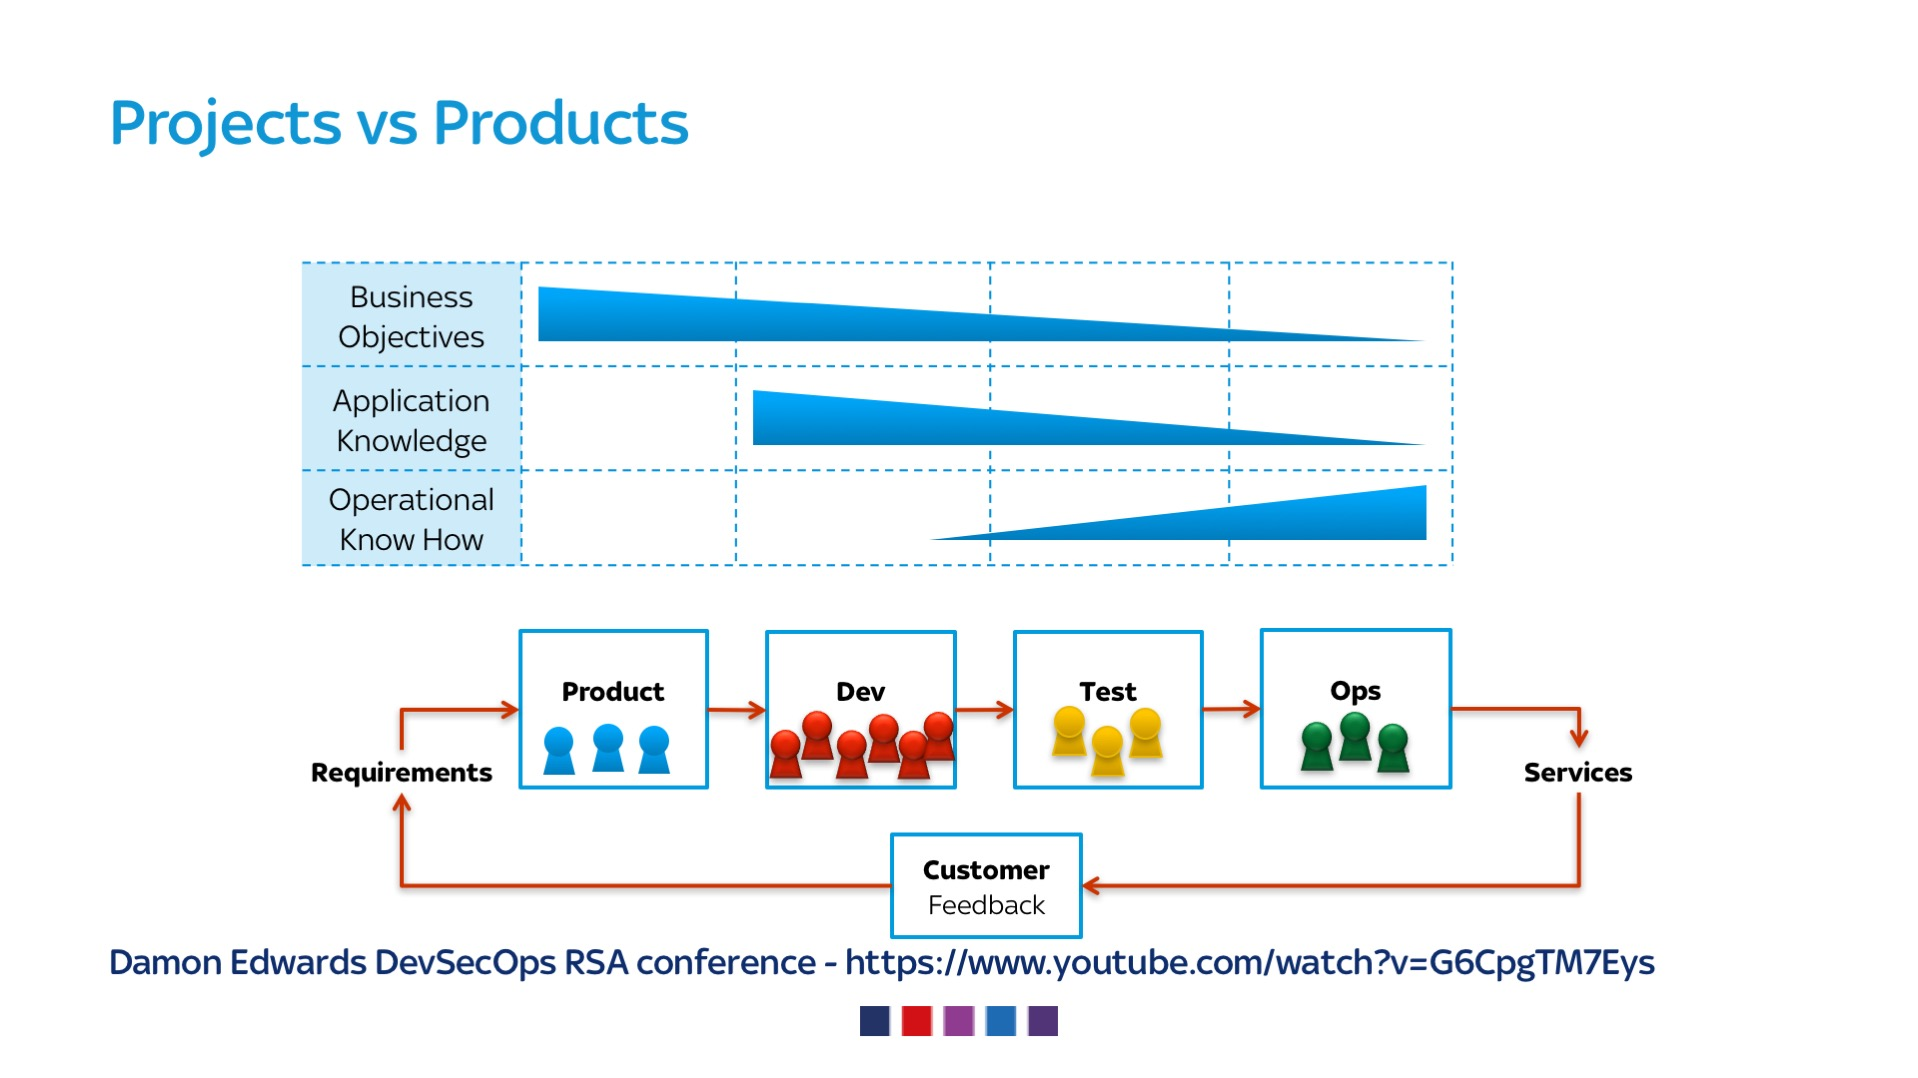 Projects vs Products
Business
Objectives
Application
Knowledge
Operational
Know How
Product
Dev
Test
Ops
Requirements
Services
Customer
Feedback
Damon Edwards DevSecOps RSA conference - https://www.youtube.com/watch?v=G6CpgTM7Eys